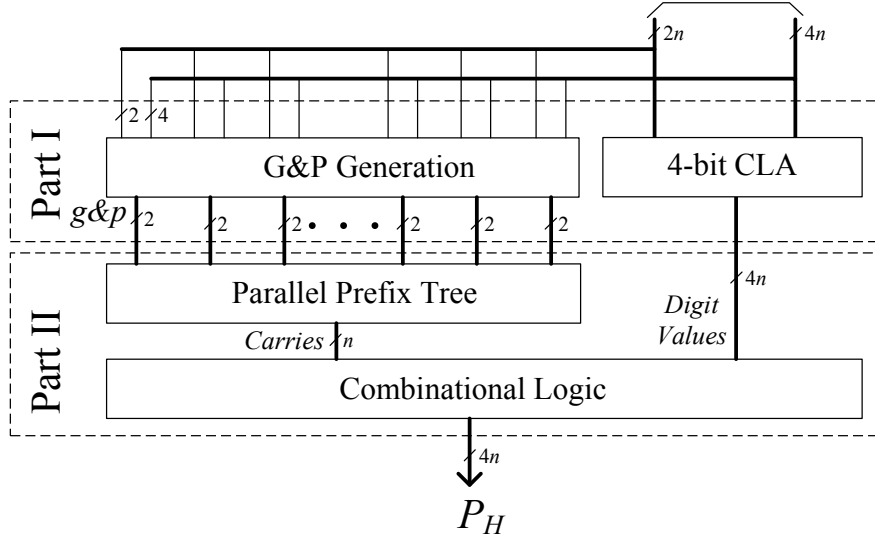 2n
4n
2
4
Part I
G&P Generation
4-bit CLA
g&p
2
2
2
. . .
2
2
2
4n
Part II
Parallel Prefix Tree
Digit
Values
Carries
n
Combinational Logic
4n
P_H